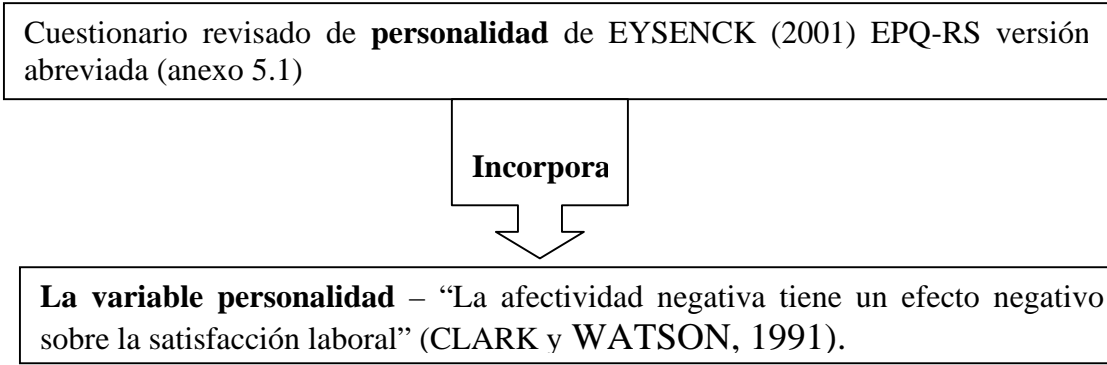 Cuestionario revisado de personalidad de EYSENCK (2001) EPQ-RS versión
abreviada (anexo 5.1)
Incorpora
La variable personalidad – “La afectividad negativa tiene un efecto negativo
sobre la satisfacción laboral” (CLARK y WATSON, 1991).